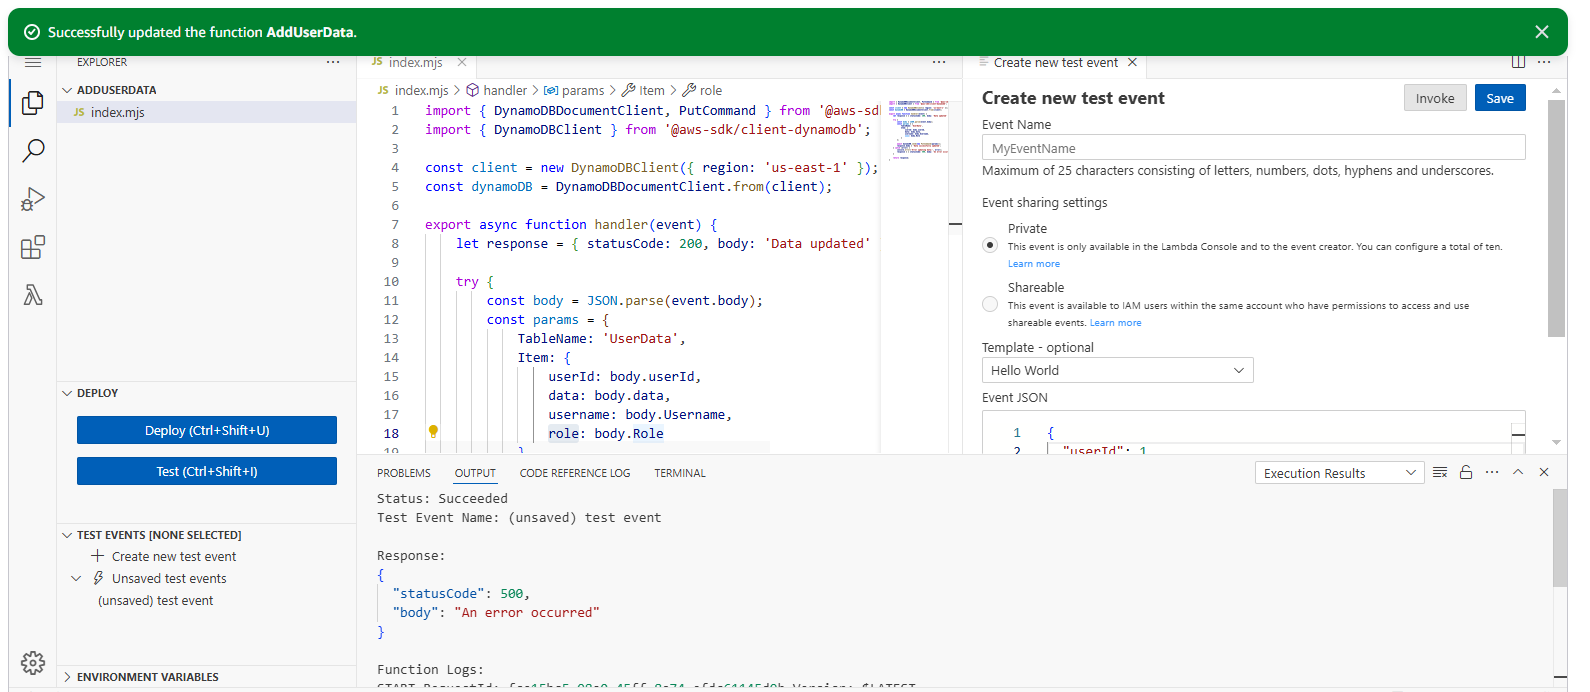 Successfully updated the function AddUserData.
EXPLORER
ADDUSERDATA
JS index.mjs
DEPLOY
Deploy (Ctrl+Shift+U)
Test (Ctrl+Shift+I)
TEST EVENTS [NONE SELECTED]
Create new test event
Unsaved test events
(unsaved) test event
ENVIRONMENT VARIABLES
JS index.mjs
JS index.mjs > handler > params > Item > role
1 import { DynamoDBDocumentClient, PutCommand } from '@aws-sd
2 import { DynamoDBClient } from '@aws-sdk/client-dynamodb';
3
4 const client = new DynamoDBClient({ region: 'us-east-1' });
5 const dynamoDB = DynamoDBDocumentClient.from(client);
6
7 export async function handler(event) {
8 let response = { statusCode: 200, body: 'Data updated'
9
10 try {
11 const body = JSON.parse(event.body);
12 const params = {
13 TableName: 'UserData',
14 Item: {
15 userId: body.userId,
16 data: body.data,
17 username: body.Username,
18 role: body.Role
19 }
Create new test event
Create new test event
Invoke
Save
Event Name
MyEventName
Maximum of 25 characters consisting of letters, numbers, dots, hyphens and underscores.
Event sharing settings
Private
This event is only available in the Lambda Console and to the event creator. You can configure a total of ten.
Learn more
Shareable
This event is available to IAM users within the same account who have permissions to access and use
shareable events. Learn more
Template - optional
Hello World
Event JSON
1 {
2 "userId": 1
PROBLEMS OUTPUT CODE REFERENCE LOG TERMINAL
Execution Results
Status: Succeeded
Test Event Name: (unsaved) test event
Response:
{
"statusCode": 500,
"body": "An error occurred"
}
Function Logs:
START RequestId: Version: $LATEST